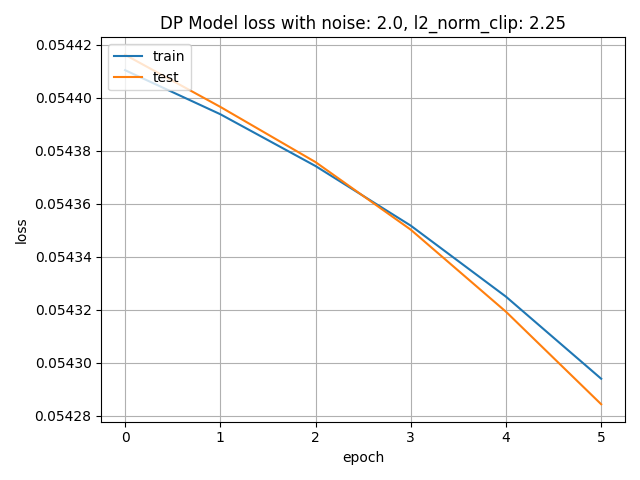 DP Model loss with noise: 2.0, l2_norm_clip: 2.25
0.05442
0.05440
0.05438
0.05436
0.05434
0.05432
0.05430
0.05428
loss
train
test
0 1 2 3 4 5
epoch